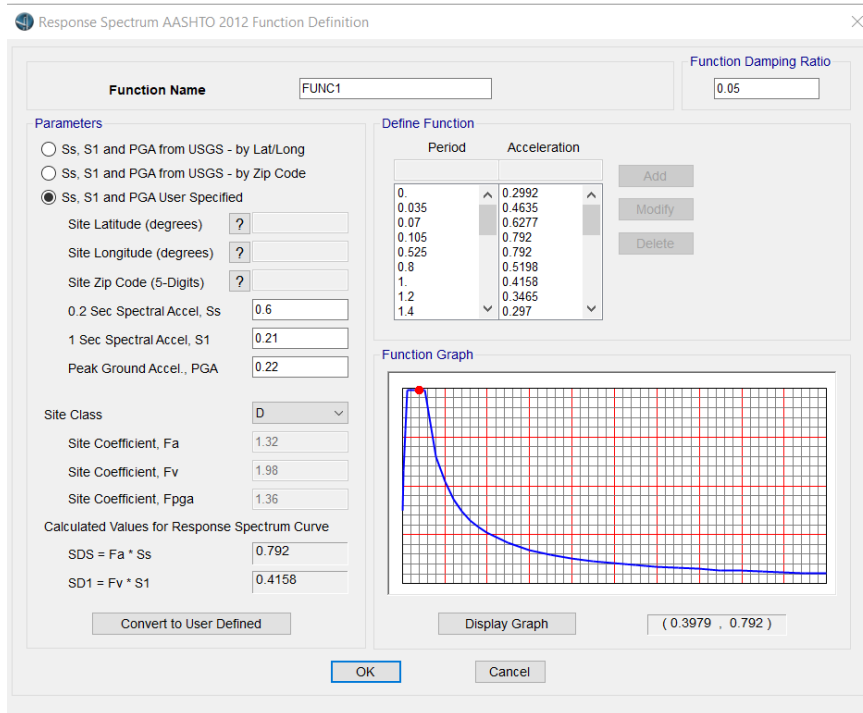 Response Spectrum AASHTO 2012 Function Definition
Function Damping Ratio
Function Name FUNC1 0.05
Parameters
Ss, S1 and PGA from USGS - by Lat/Long
Ss, S1 and PGA from USGS - by Zip Code
Ss, S1 and PGA User Specified
Site Latitude (degrees) ?
Site Longitude (degrees) ?
Site Zip Code (5-Digits) ?
0.2 Sec Spectral Accel, Ss 0.6
1 Sec Spectral Accel, S1 0.21
Peak Ground Accel., PGA 0.22
Site Class D
Site Coefficient, Fa 1.32
Site Coefficient, Fv 1.98
Site Coefficient, Fpga 1.36
Calculated Values for Response Spectrum Curve
SDS = Fa * Ss 0.792
SD1 = Fv * S1 0.4158
Convert to User Defined
Define Function
Period Acceleration
0. 0.2992
0.035 0.4635
0.07 0.6277
0.105 0.792
0.525 0.792
0.8 0.5198
1. 0.4158
1.2 0.3465
1.4 0.297
Add
Modify
Delete
Function Graph
Display Graph (0.3979 , 0.792 )
OK Cancel